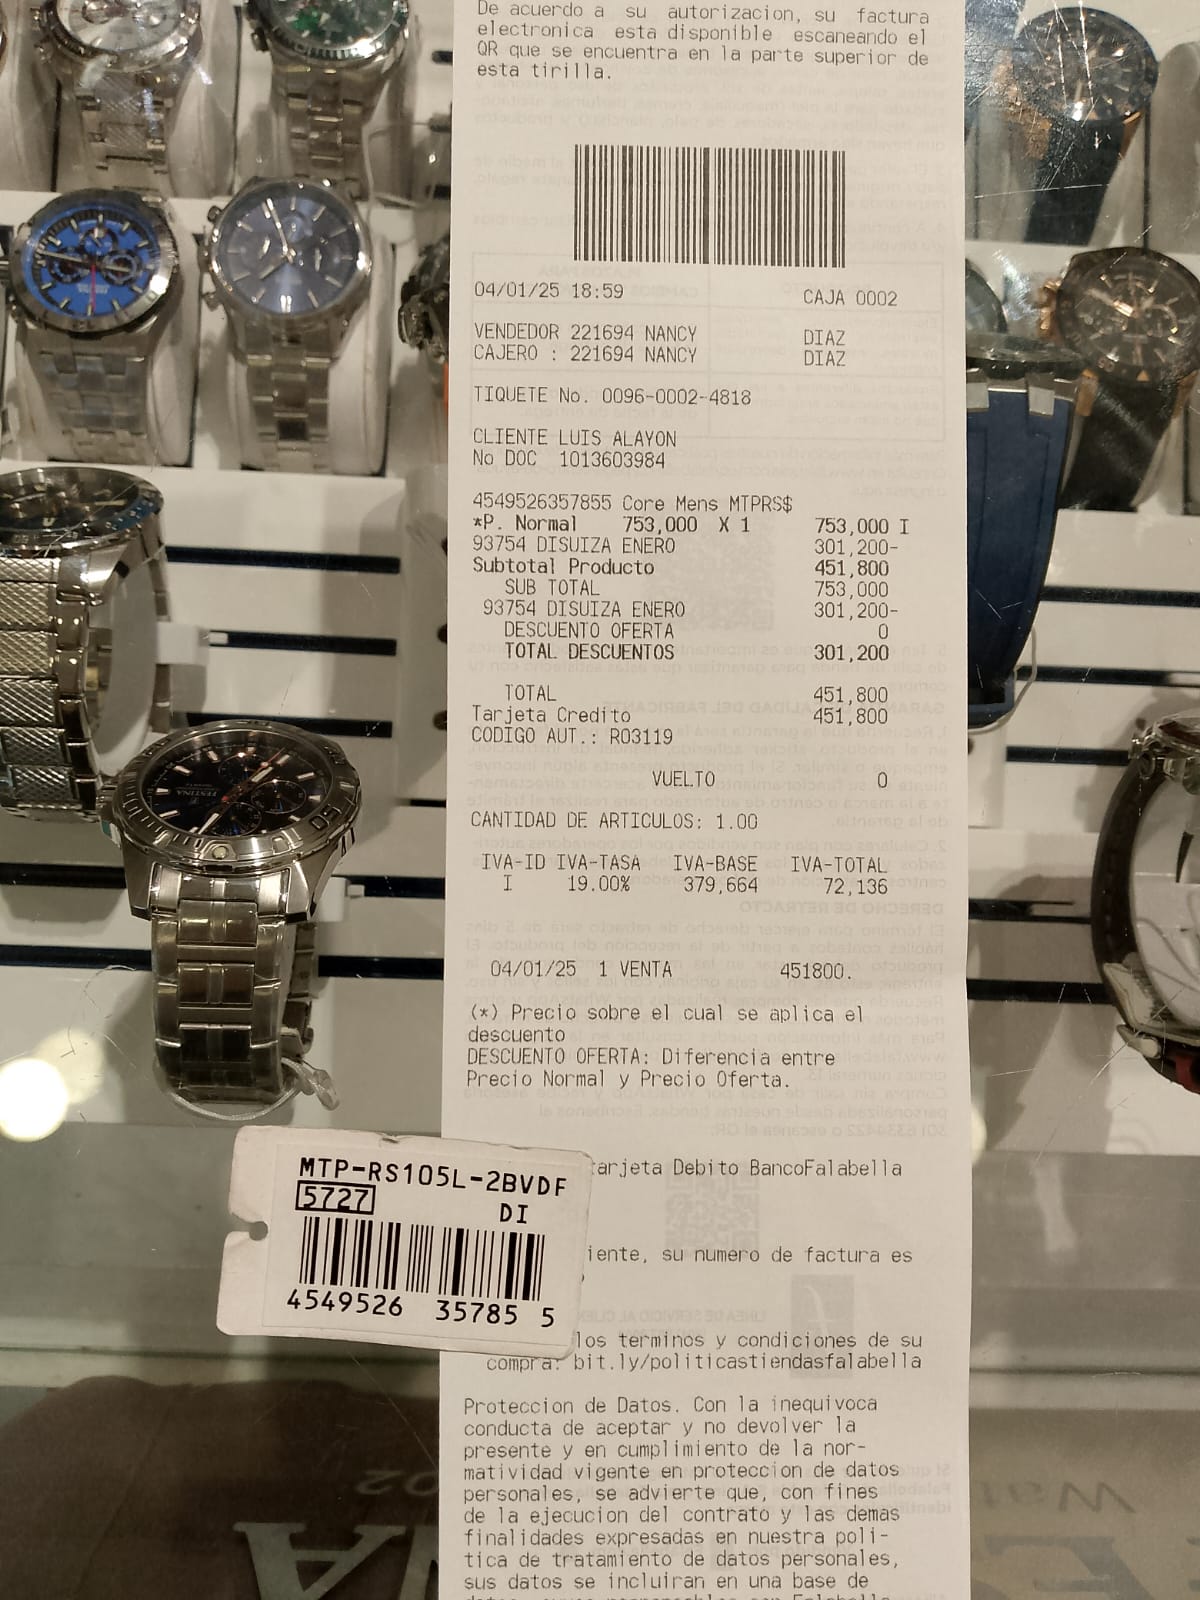 De acuerdo a su autorizacion, su factura
electronica esta disponible escaneando el
QR que se encuentra en la parte superior de
esta tirilla.
04/01/25 18:59 CAJA 0002
VENDEDOR 221694 NANCY DIAZ
CAJERO : 221694 NANCY DIAZ
TIQUETE No. 0096-0002-4818
CLIENTE LUIS ALAYON
No DOC 1013603984
4549526357855 Core Mens MTPRS$
*P. Normal 753,000 X 1 753,000 I
93754 DISUIZA ENERO 301,200-
Subtotal Producto 451,800
SUB TOTAL 753,000
93754 DISUIZA ENERO 301,200-
DESCUENTO OFERTA 0
TOTAL DESCUENTOS 301,200
TOTAL 451,800
Tarjeta Credito 451,800
CODIGO AUT.: R03119
VUELTO 0
CANTIDAD DE ARTICULOS: 1.00
IVA-ID IVA-TASA IVA-BASE IVA-TOTAL
I 19.00% 379,664 72,136
04/01/25 1 VENTA 451800.
(*) Precio sobre el cual se aplica el
descuento
DESCUENTO OFERTA: Diferencia entre
Precio Normal y Precio Oferta.
tarjeta Debito BancoFalabella
iente, su numero de factura es
los terminos y condiciones de su
compra: bit.ly/politicastiendasfalabella
Proteccion de Datos. Con la inequivoca
conducta de aceptar y no devolver la
presente y en cumplimiento de la nor-
matividad vigente en proteccion de datos
personales, se advierte que, con fines
de la ejecucion del contrato y las demas
finalidades expresadas en nuestra poli-
tica de tratamiento de datos personales,
sus datos se incluiran en una base de
MTP-RS105L-2BVDF
5727
DI
4549526 35785 5
FESTINA